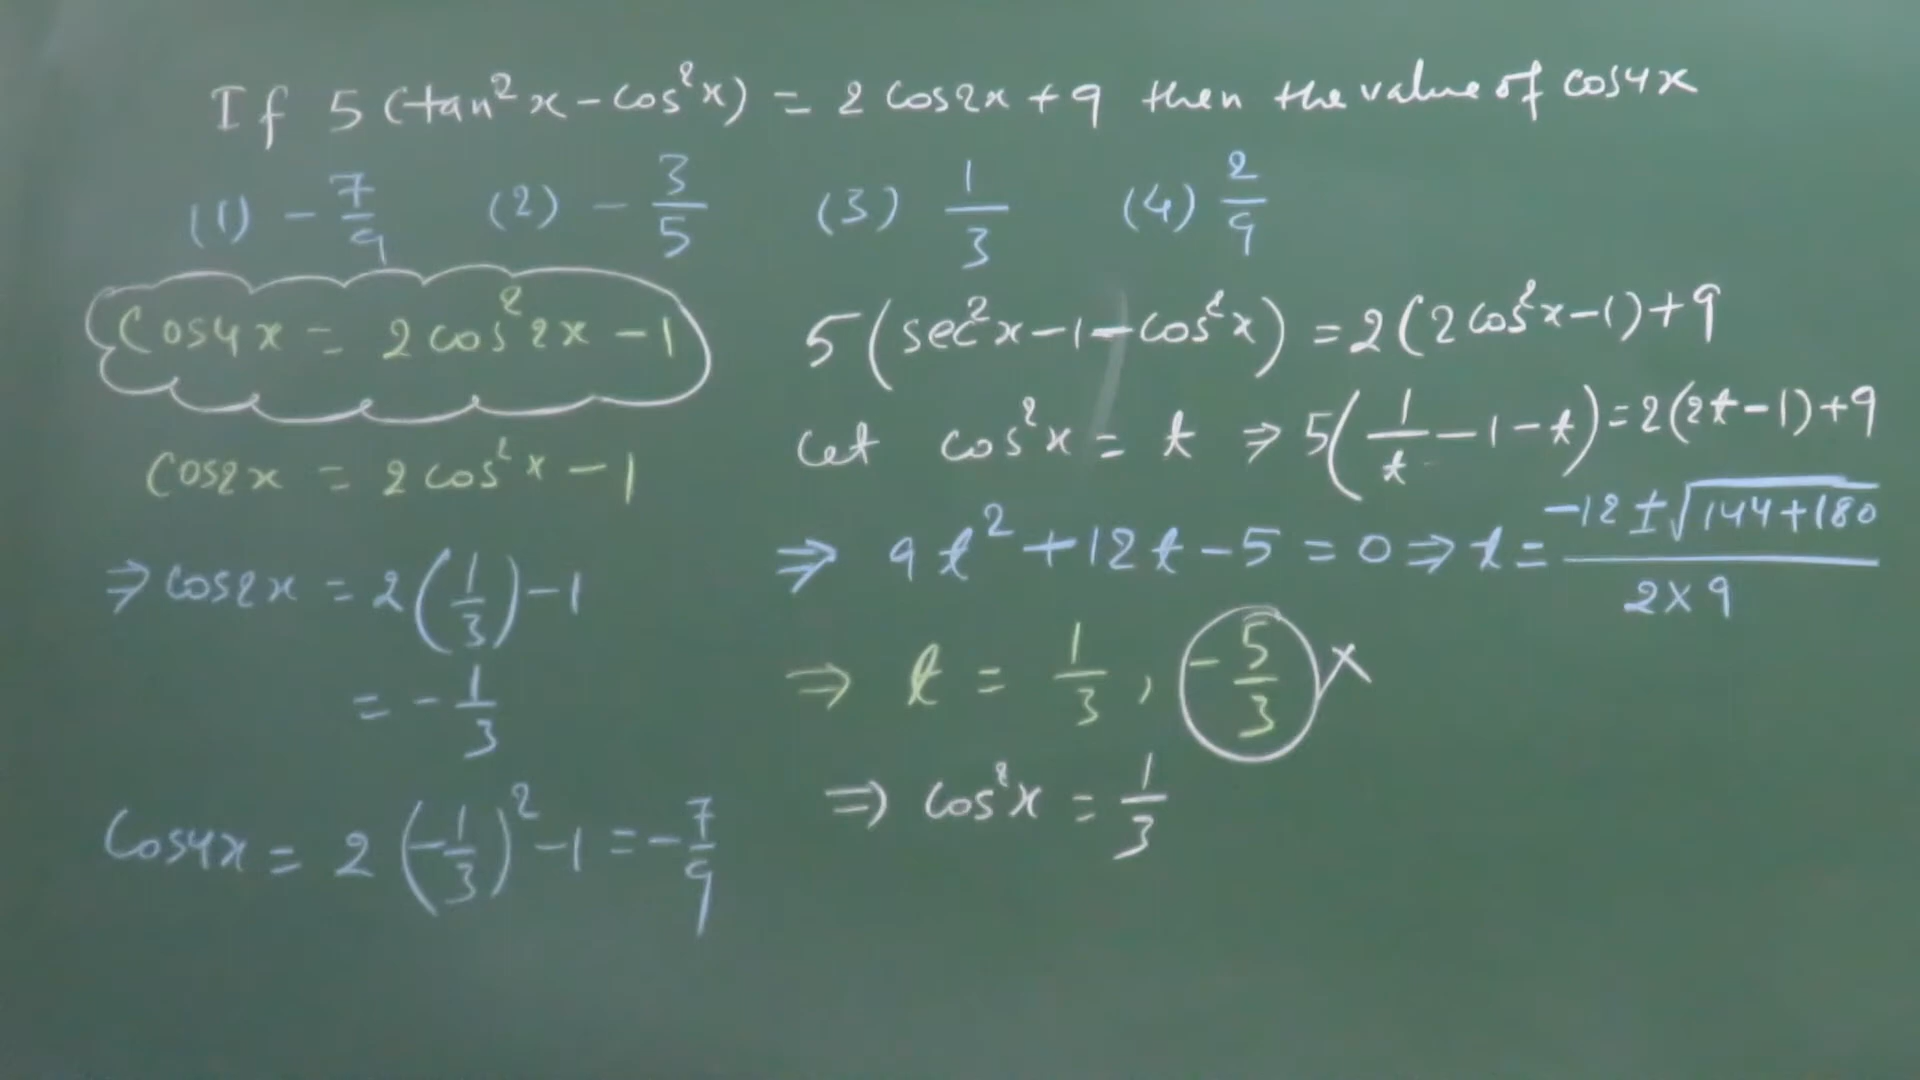 If 5(tan²x-cos²x) = 2cos2x+9 then the value of cos4x
(1) -7/9 (2) -3/5 (3) 1/3 (4) 2/9
Cos4x = 2cos²2x-1
Cos2x = 2cos²x-1
⇒ cos2x = 2(1/3)-1
= -1/3
Cos4x = 2(-1/3)²-1 = -7/9
5(sec²x-1-cos²x) = 2(2cos²x-1)+9
Let cos²x = t ⇒ 5(1/t-1-t)=2(2t-1)+9
⇒ 9t²+12t-5=0 ⇒ t= (-12±√(144+180))/(2×9)
⇒ t = 1/3, -5/3 ×
⇒ cos²x = 1/3